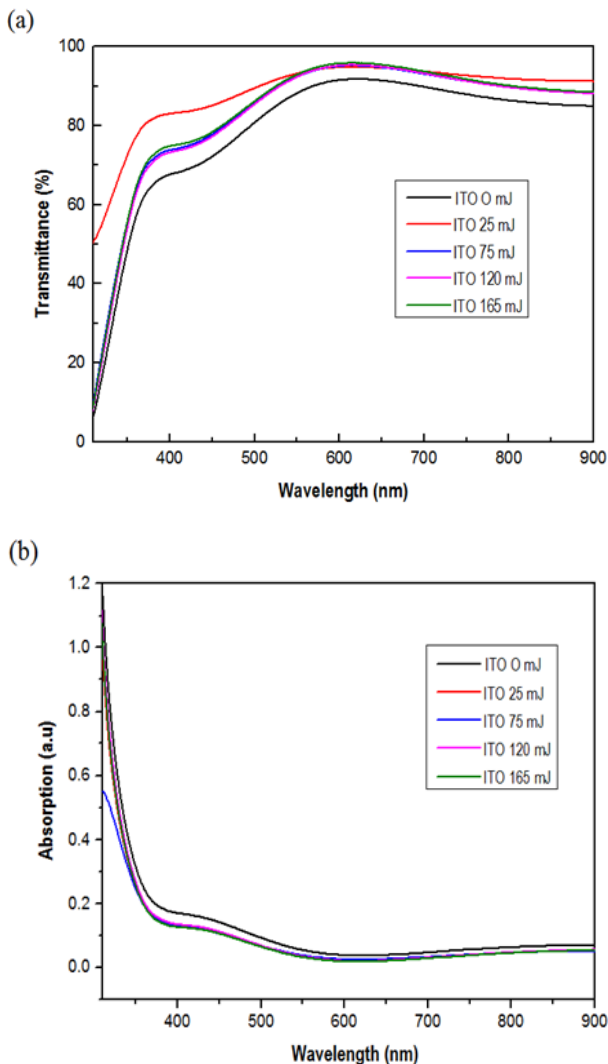 (a)
100
80
60
40
20
0
Transmittance (%)
ITO O mJ
ITO 25 mJ
ITO 75 mJ
ITO 120 mJ
ITO 165 mJ
400 500 600 700 800 900
Wavelength (nm)
(b)
1.2
1.0
0.8
0.6
0.4
0.2
0.0
Absorption (a.u)
ITO O mJ
ITO 25 mJ
ITO 75 mJ
ITO 120 mJ
ITO 165 mJ
400 500 600 700 800 900
Wavelength (nm)